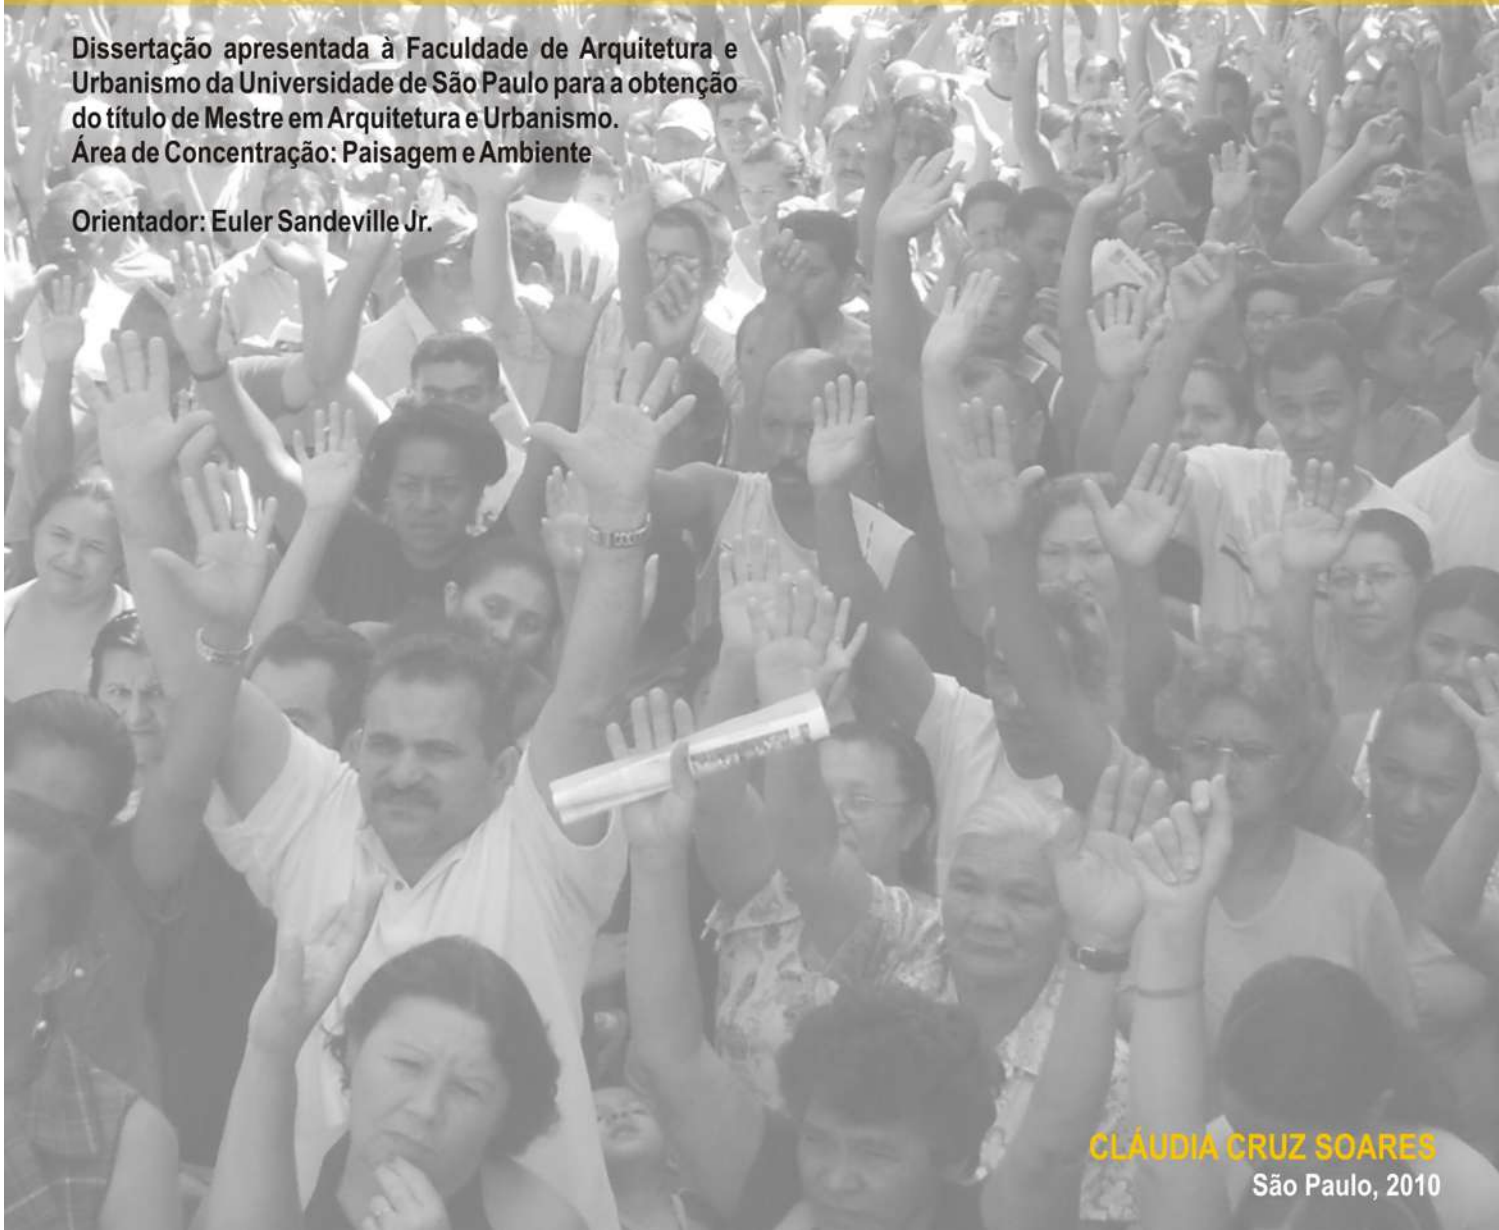 Dissertação apresentada à Faculdade de Arquitetura e
Urbanismo da Universidade de São Paulo para a obtenção
do título de Mestre em Arquitetura e Urbanismo.
Área de Concentração: Paisagem e Ambiente
Orientador: Euler Sandeville Jr.
CLÁUDIA CRUZ SOARES
São Paulo, 2010